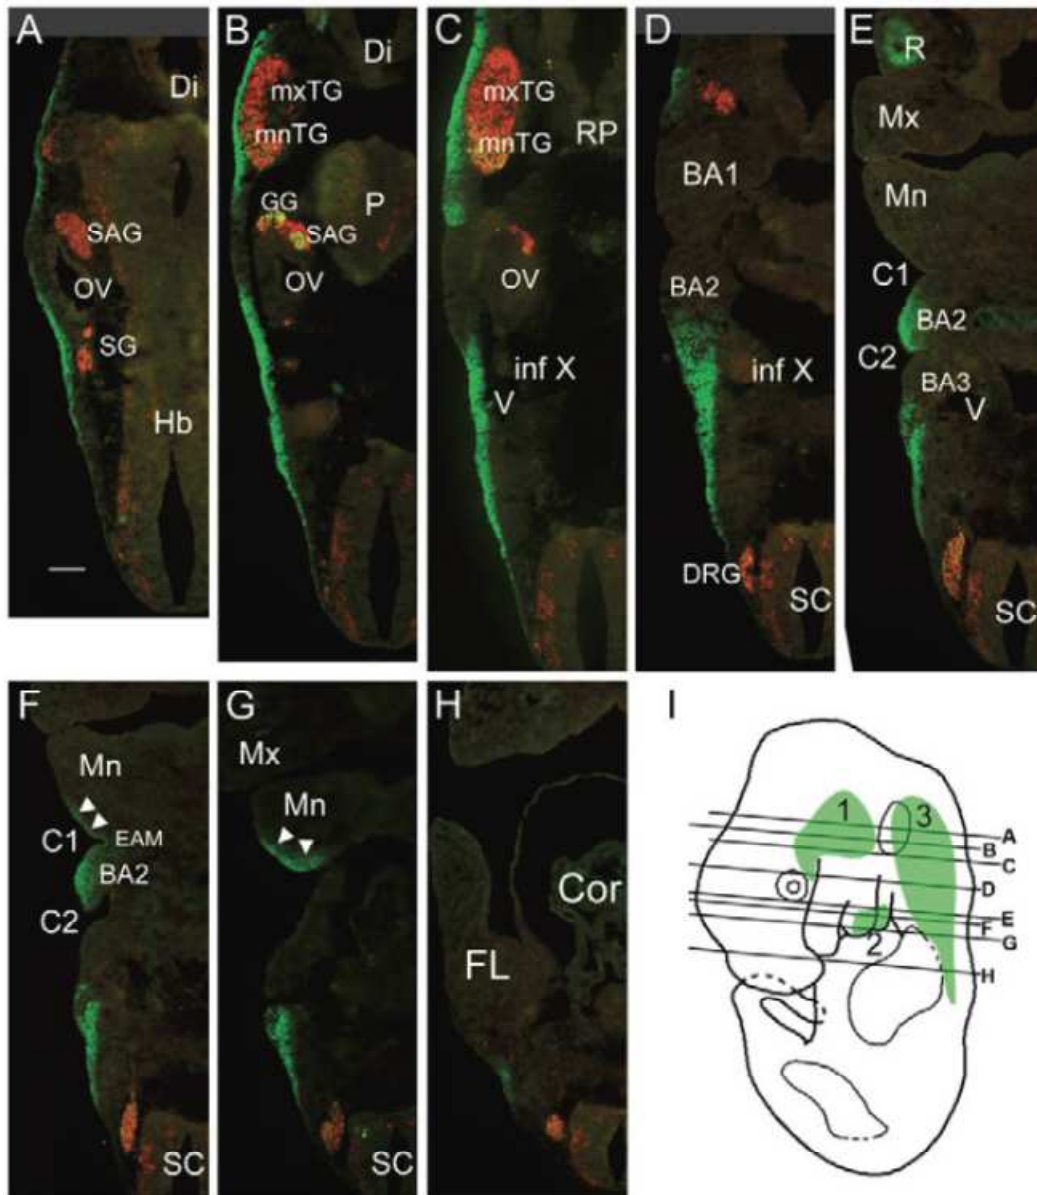 A
Di
SAG
OV
SG
Hb
B
Di
mxTG
mnTG
GG
P
SAG
OV
C
mxTG
RP
mnTG
OV
inf X
V
D
BA1
BA2
inf X
DRG
SC
E
R
Mx
Mn
C1
BA2
C2
BA3
V
SC
F
Mn
C1
EAM
BA2
C2
SC
G
Mx
Mn
SC
H
Cor
FL
I
1
3
2
A
B
C
D
E
F
G
H